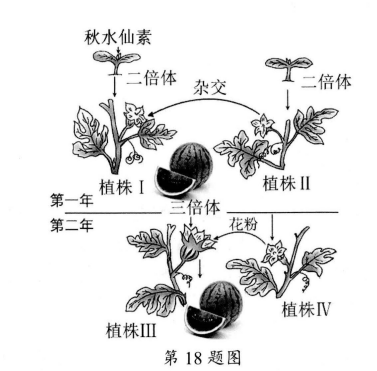 秋水仙素
二倍体
杂交
二倍体
植株Ⅰ
植株Ⅱ
第一年
三倍体
第二年
花粉
植株Ⅲ
植株Ⅳ
第 18 题图